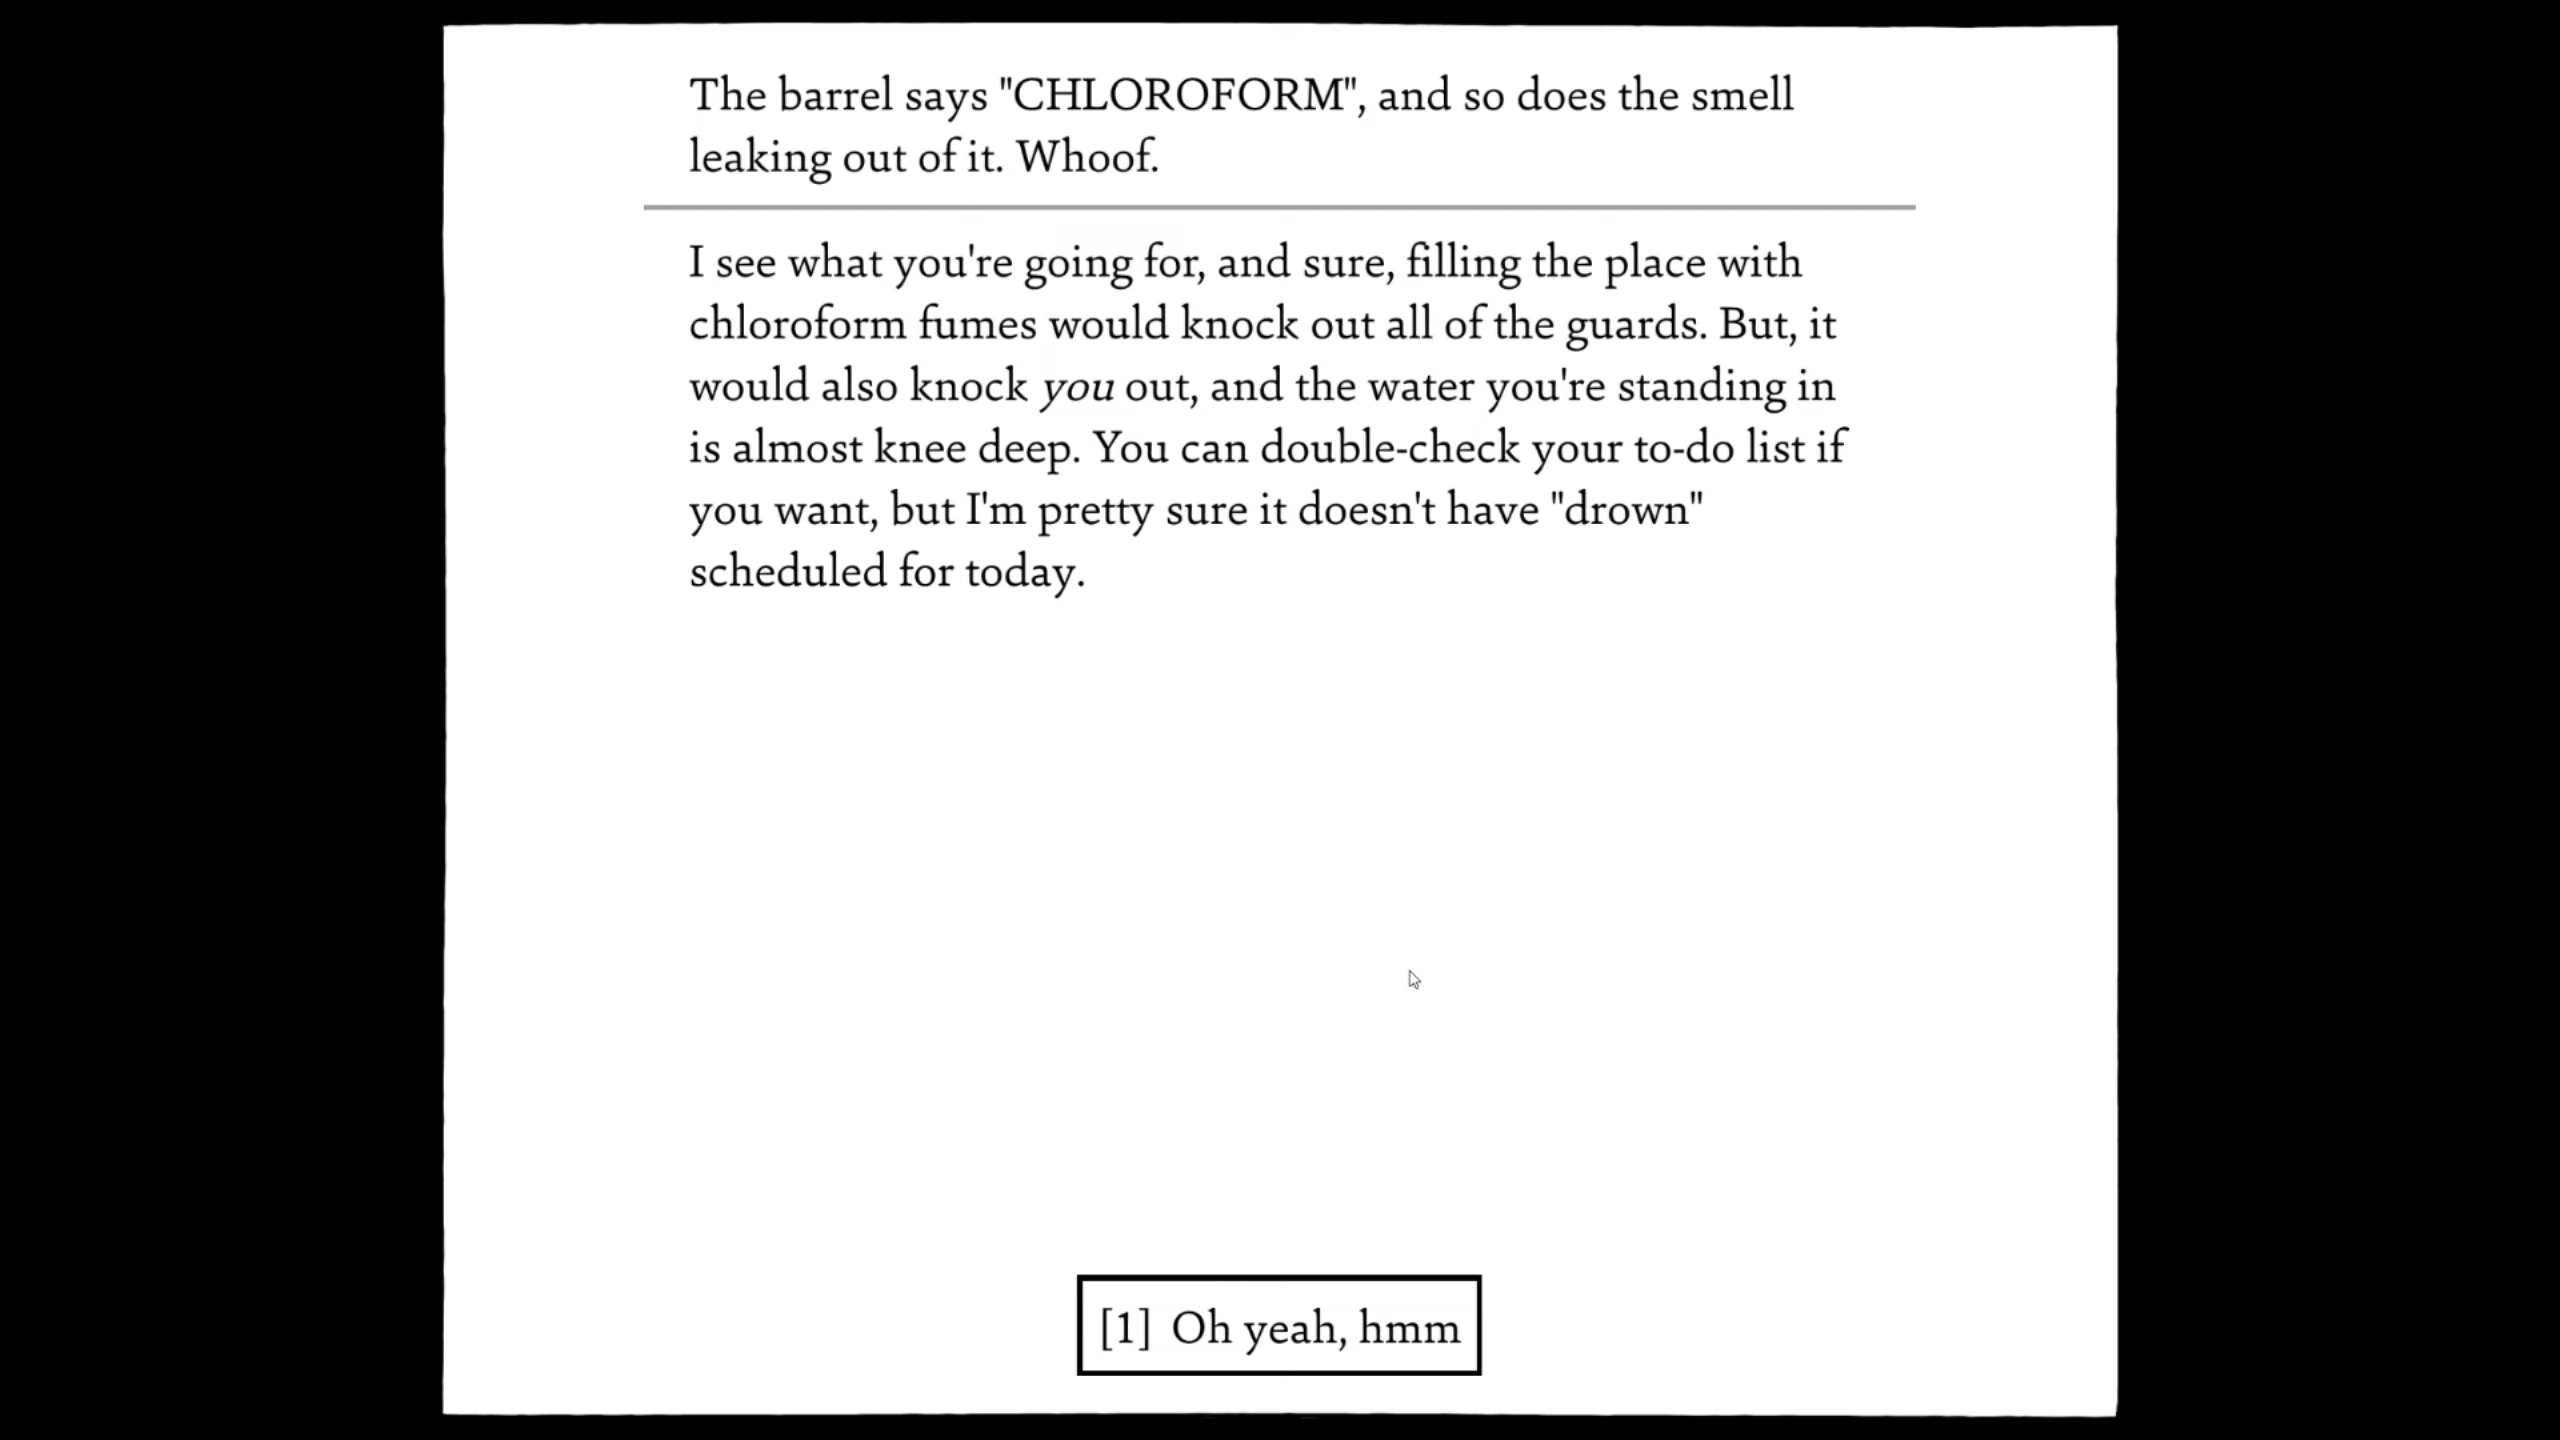 The barrel says "CHLOROFORM", and so does the smell
leaking out of it. Whoof.
I see what you're going for, and sure, filling the place with
chloroform fumes would knock out all of the guards. But, it
would also knock you out, and the water you're standing in
is almost knee deep. You can double-check your to-do list if
you want, but I'm pretty sure it doesn't have "drown"
scheduled for today.
[1] Oh yeah, hmm